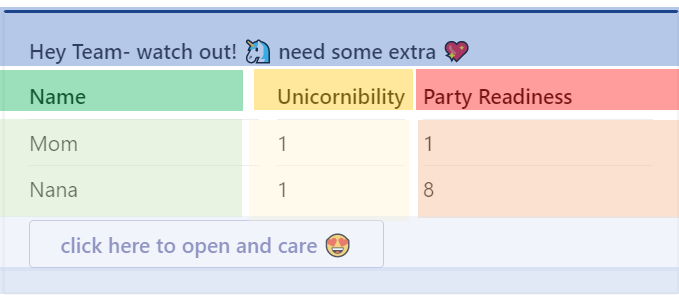 Hey Team- watch out! 🦄 need some extra 💖
Name Unicornibility Party Readiness
Mom 1 1
Nana 1 8
click here to open and care 😍